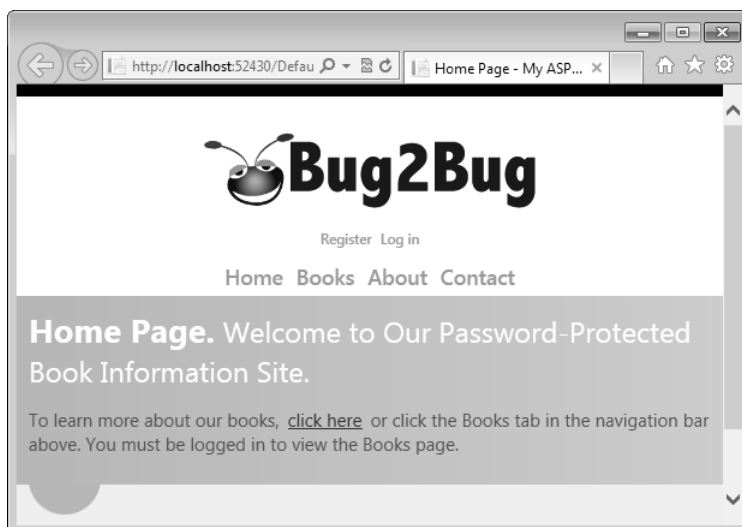 http://localhost:52430/Defau
Home Page - My ASP...
Bug2Bug
Register Log in
Home Books About Contact
Home Page. Welcome to Our Password-Protected
Book Information Site.
To learn more about our books, click here or click the Books tab in the navigation bar
above. You must be logged in to view the Books page.